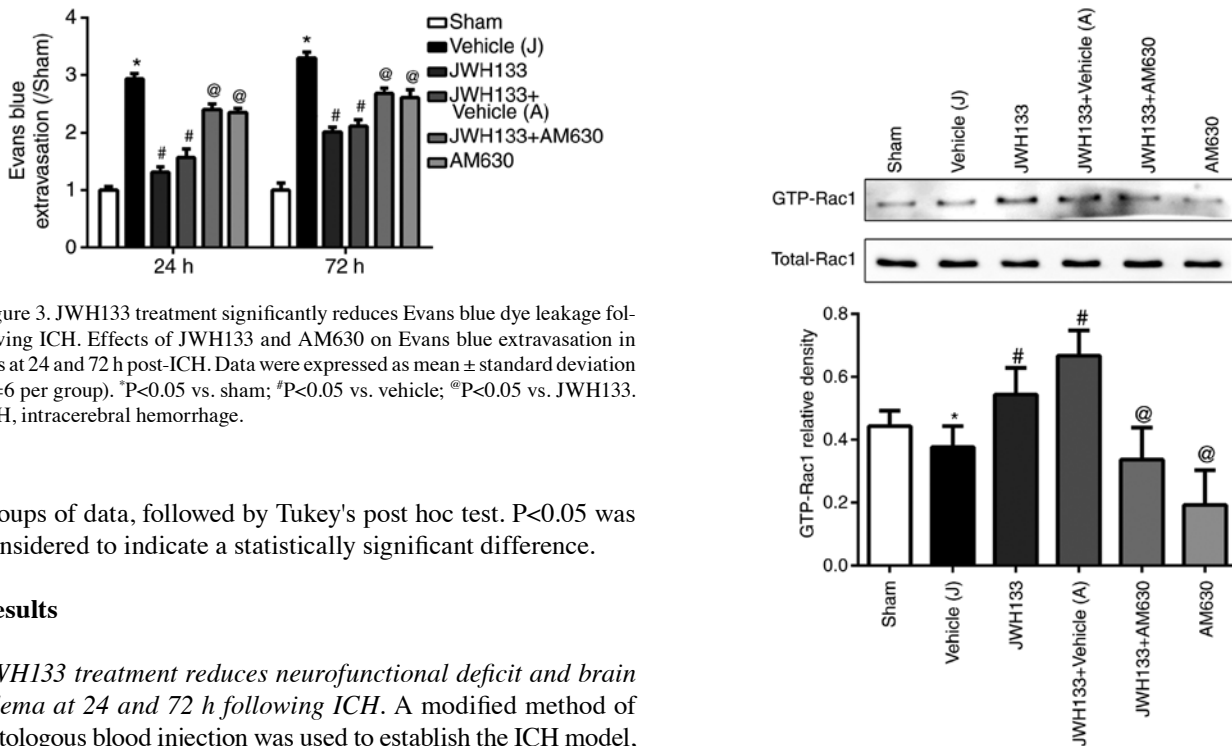 4
3
2
1
0
Evans blue
extravasation (/Sham)
*
#
#
@
@
*
#
#
@
@
24 h
72 h
Sham
Vehicle (J)
JWH133
JWH133+
Vehicle (A)
JWH133+AM630
AM630
gure 3. JWH133 treatment significantly reduces Evans blue dye leakage fol-
wing ICH. Effects of JWH133 and AM630 on Evans blue extravasation in
s at 24 and 72 h post-ICH. Data were expressed as mean ± standard deviation
=6 per group). *P<0.05 vs. sham; #P<0.05 vs. vehicle; @P<0.05 vs. JWH133.
H, intracerebral hemorrhage.
oups of data, followed by Tukey's post hoc test. P<0.05 was
nsidered to indicate a statistically significant difference.
esults
WH133 treatment reduces neurofunctional deficit and brain
ema at 24 and 72 h following ICH. A modified method of
tologous blood injection was used to establish the ICH model,
Sham
Vehicle (J)
JWH133
JWH133+Vehicle (A)
JWH133+AM630
AM630
GTP-Rac1
Total-Rac1
0.8
0.6
0.4
0.2
0.0
GTP-Rac1 relative density
*
#
#
@
@
Sham
Vehicle (J)
JWH133
JWH133+Vehicle (A)
JWH133+AM630
AM630